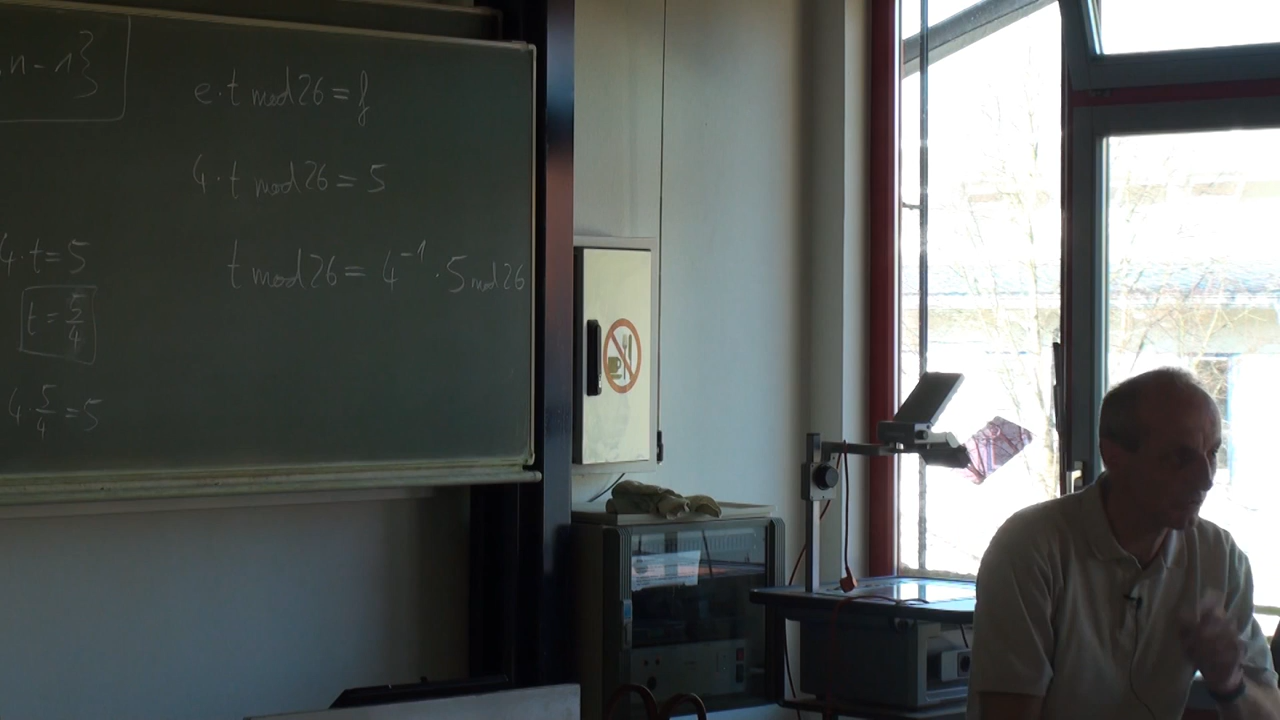 n-1}
e·t mod 26 = f
4·t mod 26 = 5
4·t=5
t mod 26 = 4⁻¹·5 mod 26
t = 5/4
4·5/4=5